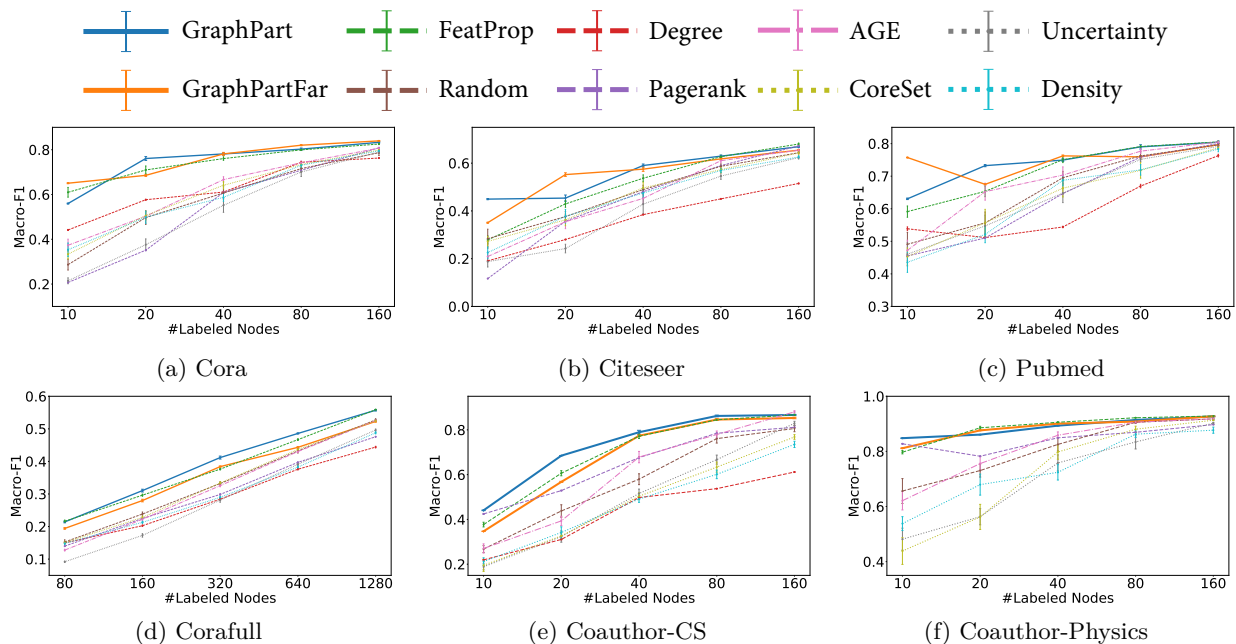 GraphPart FeatProp Degree AGE Uncertainty
GraphPartFar Random Pagerank CoreSet Density
Macro-F1
0.8
0.6
0.4
0.2
10 20 40 80 160
#Labeled Nodes
(a) Cora
Macro-F1
0.6
0.4
0.2
0.0
10 20 40 80 160
#Labeled Nodes
(b) Citeseer
Macro-F1
0.8
0.7
0.6
0.5
0.4
0.3
10 20 40 80 160
#Labeled Nodes
(c) Pubmed
Macro-F1
0.6
0.5
0.4
0.3
0.2
0.1
80 160 320 640 1280
#Labeled Nodes
(d) Corafull
Macro-F1
0.8
0.6
0.4
0.2
10 20 40 80 160
#Labeled Nodes
(e) Coauthor-CS
Macro-F1
1.0
0.8
0.6
0.4
10 20 40 80 160
#Labeled Nodes
(f) Coauthor-Physics